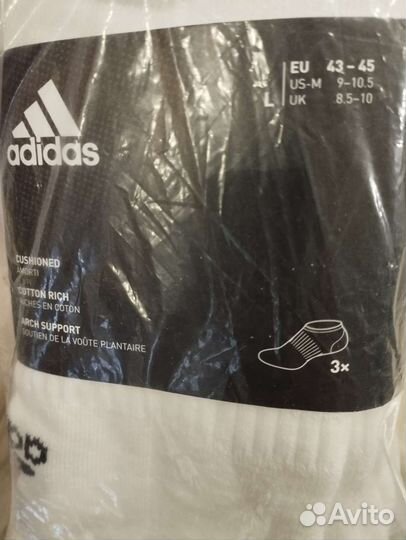 adidas
EU 43-45
L US-M 9-10.5
UK 8.5-10
CUSHIONED
AMORTI
COTTON RICH
RICHES EN COTON
ARCH SUPPORT
SOUTIEN DE LA VOÛTE PLANTAIRE
3x
Avito